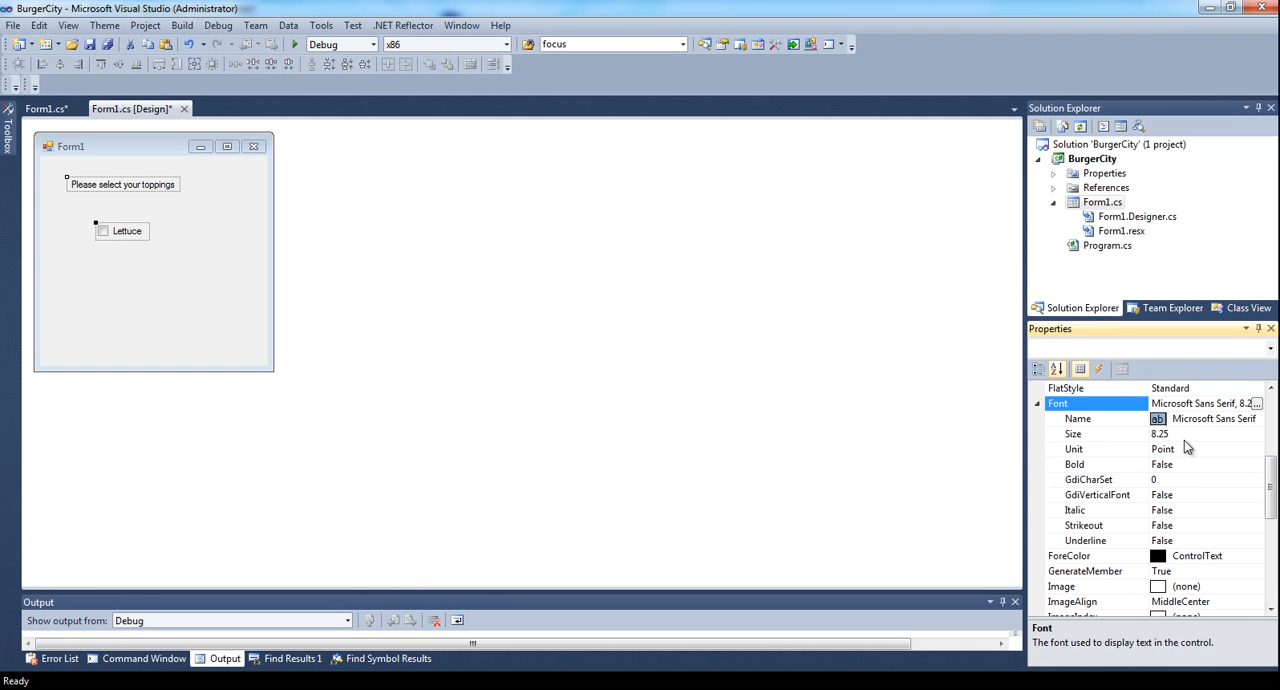 BurgerCity - Microsoft Visual Studio (Administrator)
File Edit View Theme Project Build Debug Team Data Tools Test .NET Reflector Window Help
Debug x86 focus
Form1.cs* Form1.cs [Design]*
Toolbox
Form1
Please select your toppings
Lettuce
Solution Explorer
Solution 'BurgerCity' (1 project)
BurgerCity
Properties
References
Form1.cs
Form1.Designer.cs
Form1.resx
Program.cs
Solution Explorer Team Explorer Class View
Properties
FlatStyle Standard
Font Microsoft Sans Serif, 8.2 ...
Name ab Microsoft Sans Serif
Size 8.25
Unit Point
Bold False
GdiCharSet 0
GdiVerticalFont False
Italic False
Strikeout False
Underline False
ForeColor ControlText
GenerateMember True
Image (none)
ImageAlign MiddleCenter
Font
The font used to display text in the control.
Output
Show output from: Debug
Error List Command Window Output Find Results 1 Find Symbol Results
Ready